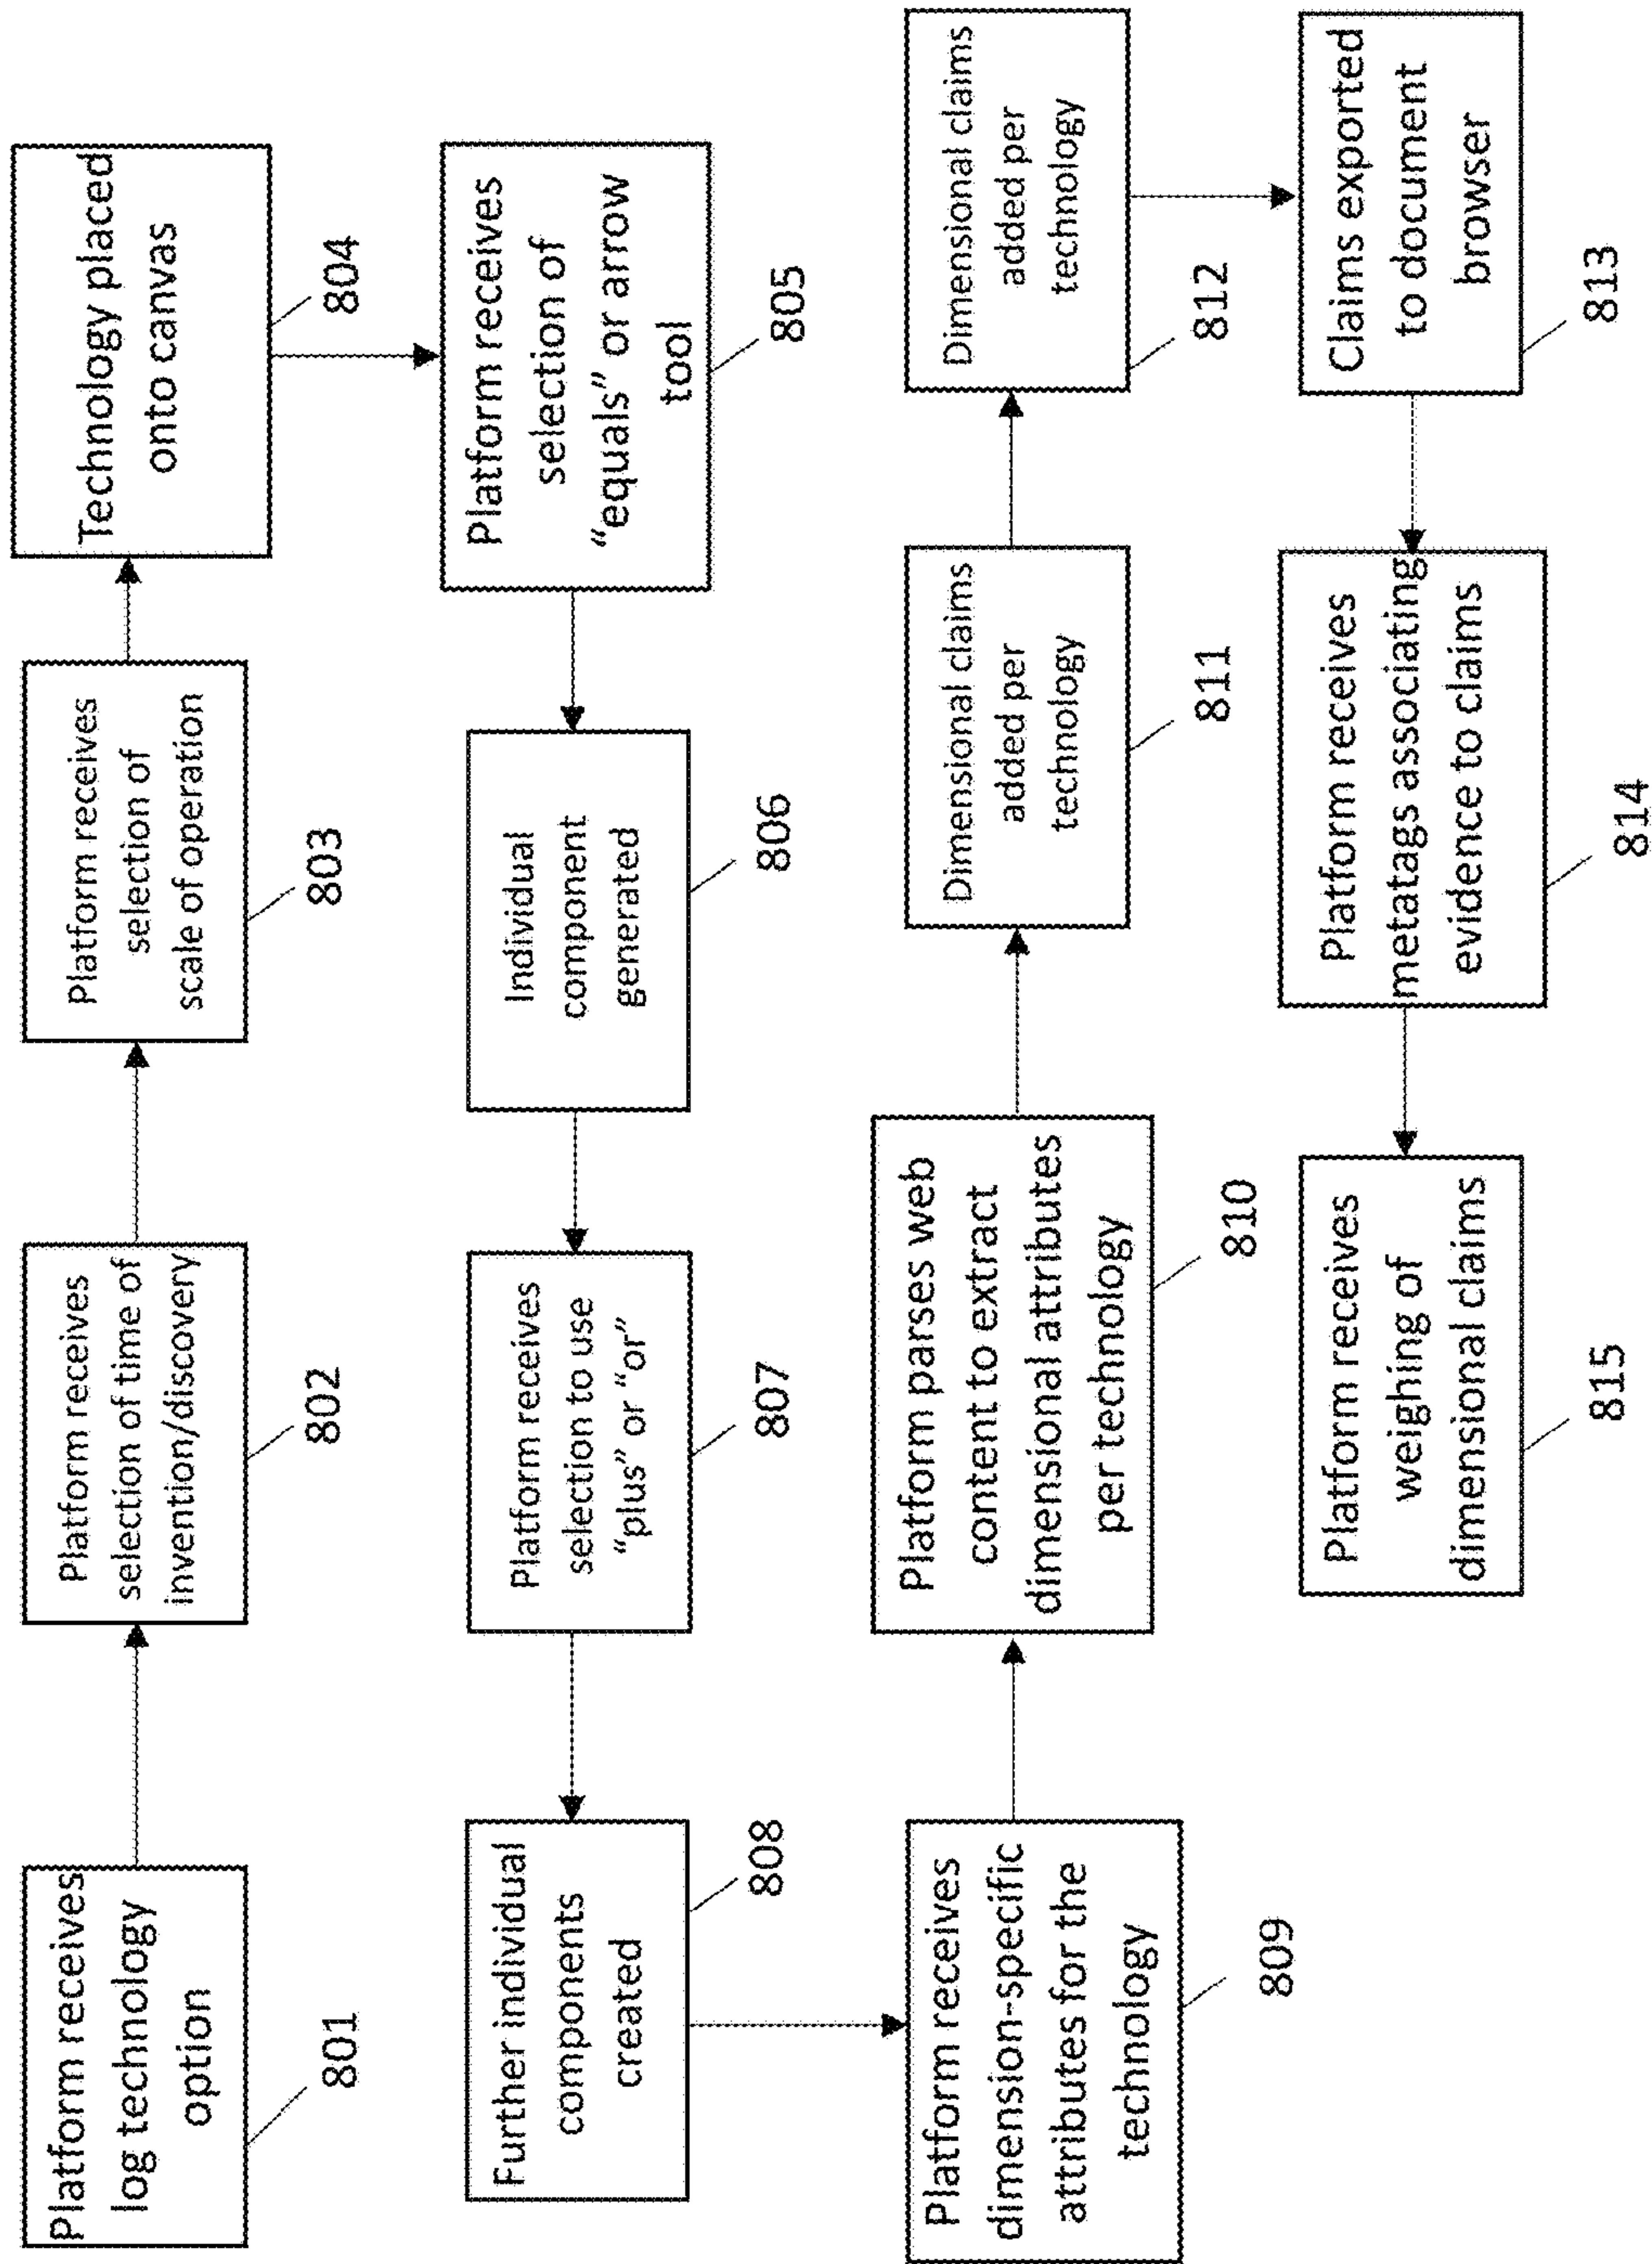 Platform receives
log technology
option
801
Platform receives
selection of time of
invention/discovery
802
Platform receives
selection of
scale of operation
803
Technology placed
onto canvas
804
Platform receives
selection of
“equals” or arrow
tool
805
Individual
component
generated
806
Platform receives
selection to use
“plus” or “or”
807
Further individual
components
created
808
Platform receives
dimension-specific
attributes for the
technology
809
Platform parses web
content to extract
dimensional attributes
per technology
810
Dimensional claims
added per
technology
811
Dimensional claims
added per
technology
812
Claims exported
to document
browser
813
Platform receives
metatags associating
evidence to claims
814
Platform receives
weighing of
dimensional claims
815